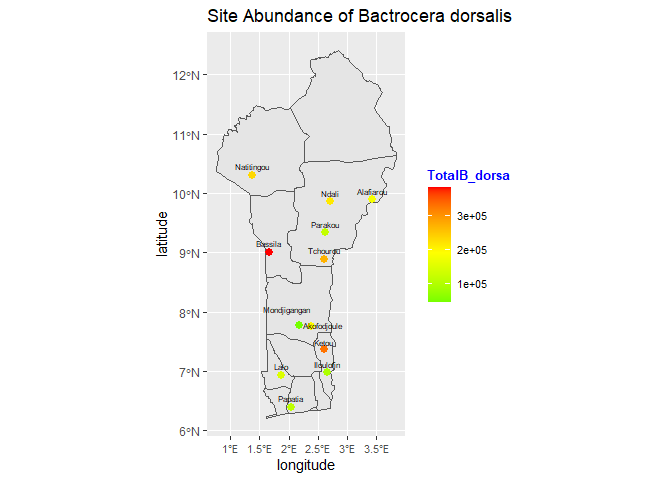 Site Abundance of Bactrocera dorsalis
12°N
11°N
10°N
9°N
8°N
7°N
6°N
latitude
Natitingou
Ndali
Alafiarou
Parakou
Bassila
Tchourou
Mondjigangan
Akofodjoule
Ketou
Lalo
Iloulofin
Papatia
1°E
1.5°E
2°E
2.5°E
3°E
3.5°E
longitude
TotalB_dorsa
3e+05
2e+05
1e+05